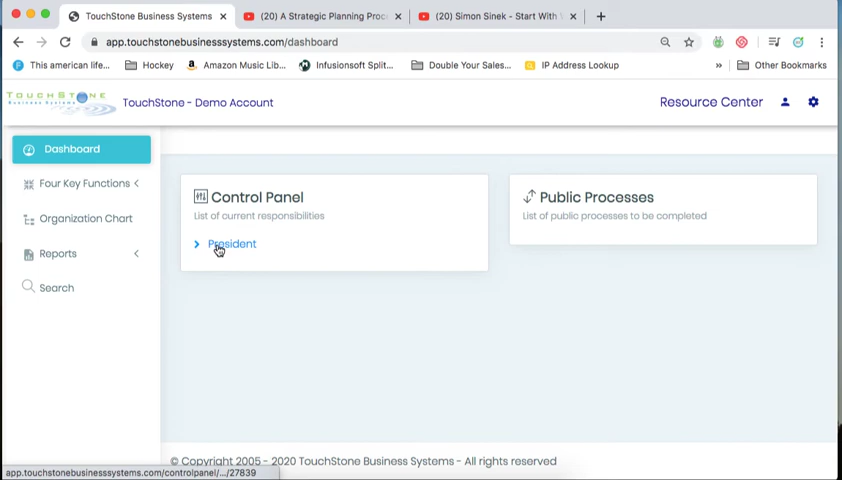 TouchStone Business Systems
(20) A Strategic Planning Proc
(20) Simon Sinek - Start With
app.touchstonebusinesssystems.com/dashboard
This american life...
Hockey
Amazon Music Lib...
Infusionsoft Split...
Double Your Sales...
IP Address Lookup
»
Other Bookmarks
TOUCHSTONE
Business Systems
TouchStone - Demo Account
Resource Center
Dashboard
Four Key Functions
Organization Chart
Reports
Search
Control Panel
List of current responsibilities
President
Public Processes
List of public processes to be completed
© Copyright 2005 - 2020 TouchStone Business Systems - All rights reserved
app.touchstonebusinesssystems.com/controlpanel/.../27839